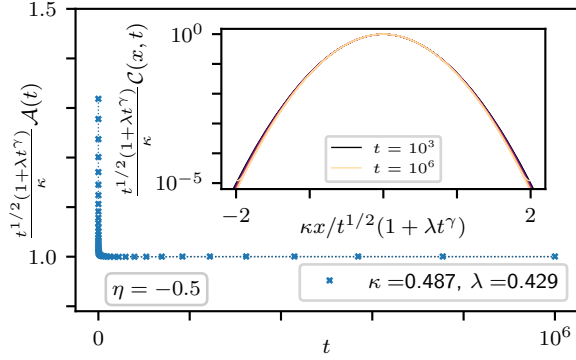 1.5
1.0
t^{1/2}(1+λt^γ)/κ 𝒜(t)
t^{1/2}(1+λt^γ)/κ 𝒞(x, t)
10^0
10^{−5}
t = 10^3
t = 10^6
−2
2
κx/t^{1/2}(1 + λt^γ)
η = −0.5
κ =0.487, λ =0.429
0
10^6
t